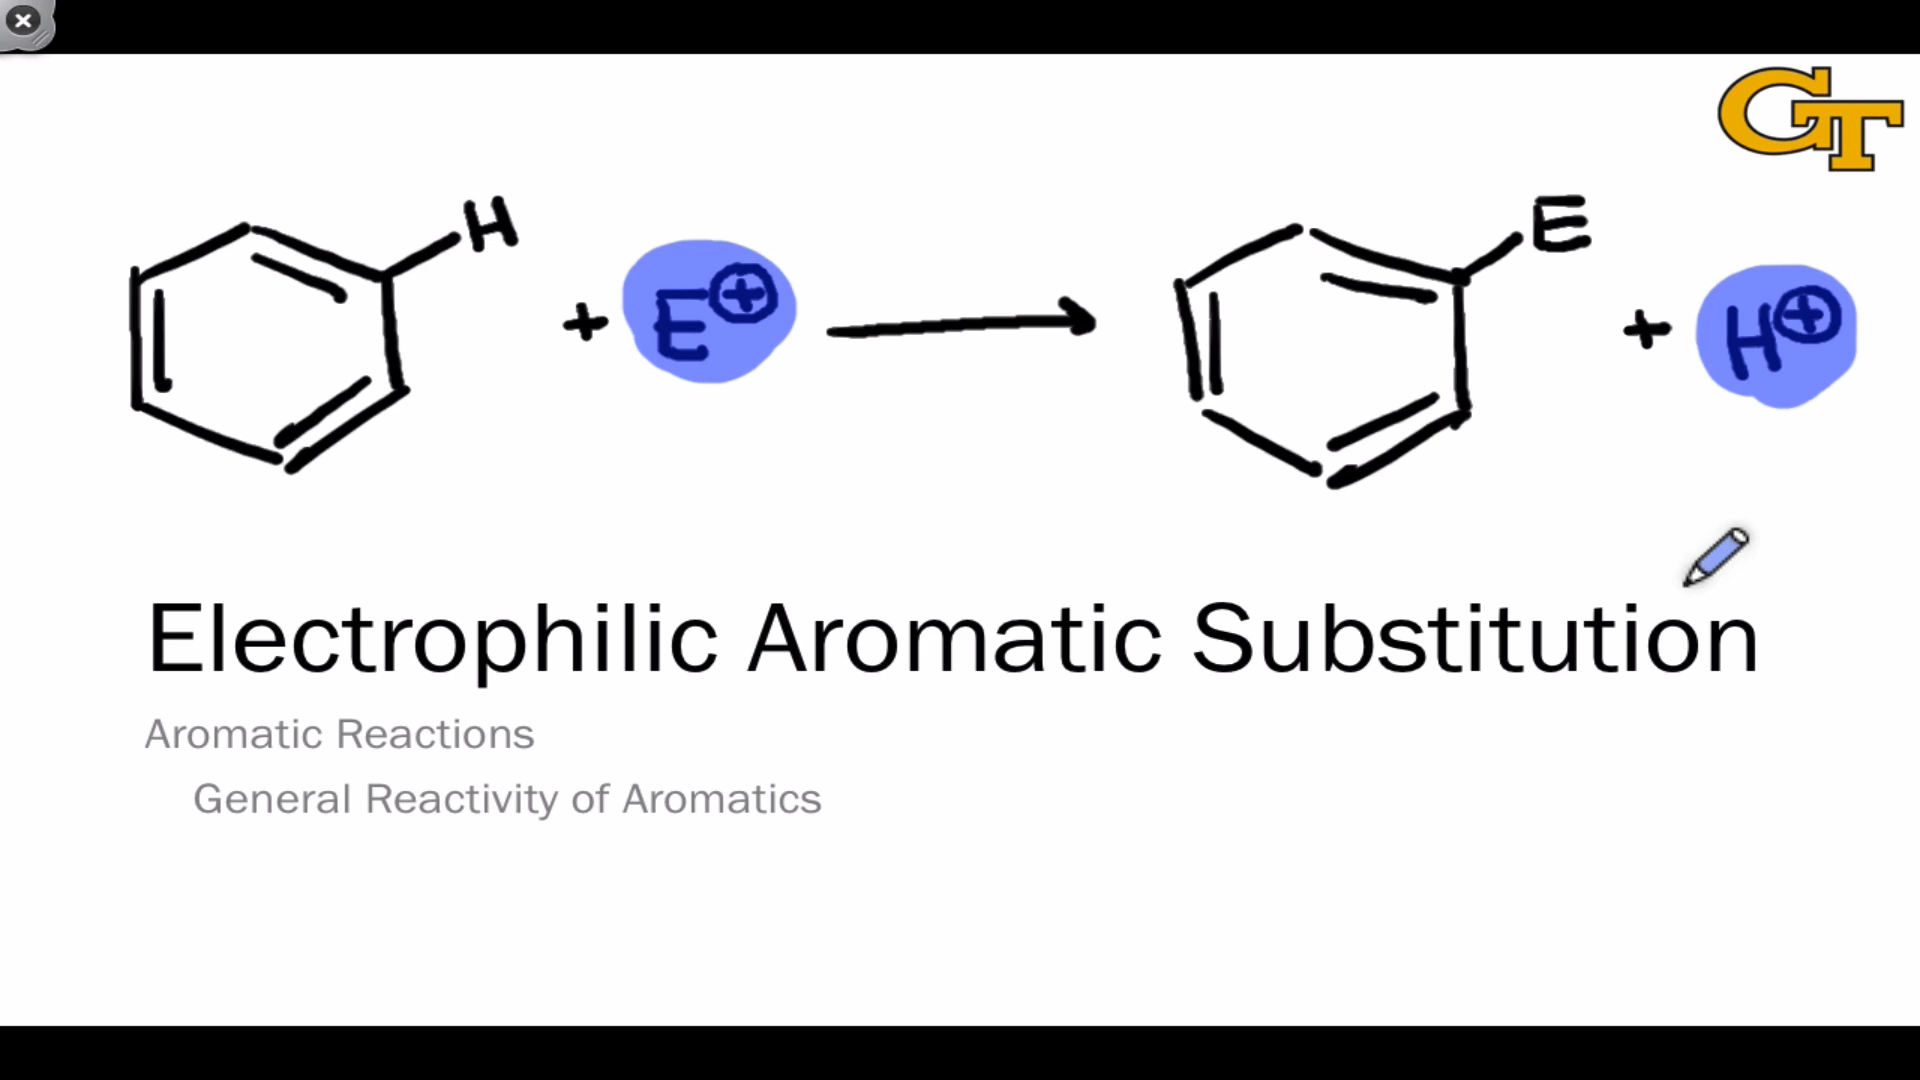 GT
H
+ E⊕ → E + H⊕
Electrophilic Aromatic Substitution
Aromatic Reactions
General Reactivity of Aromatics